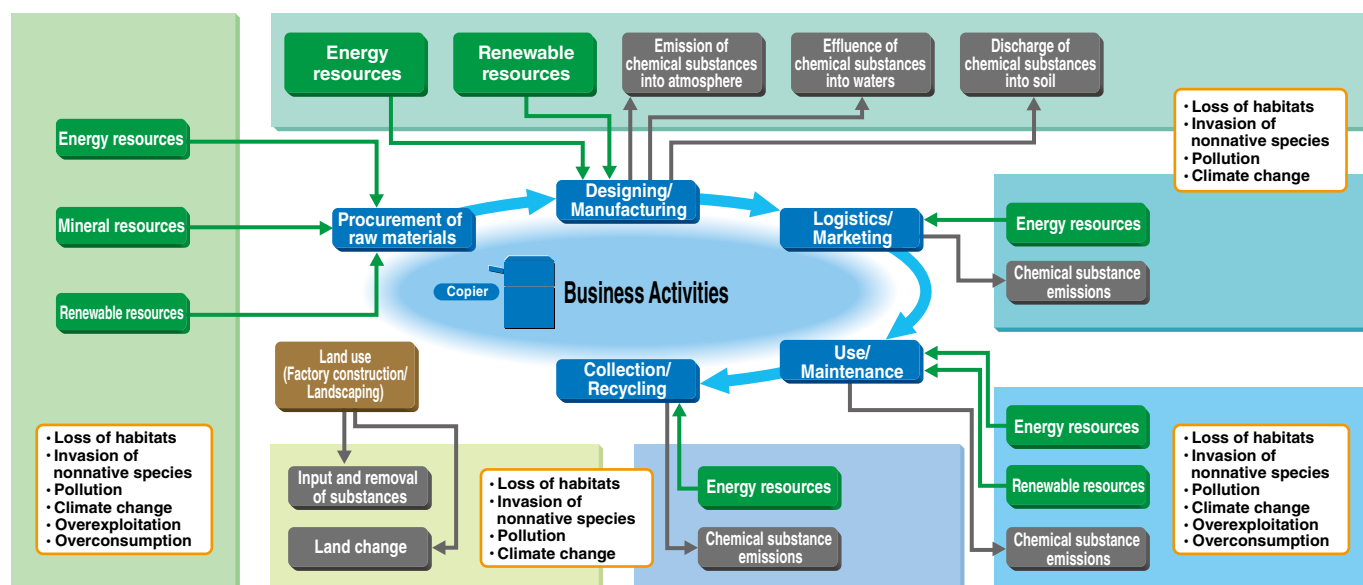 Energy
resources
Renewable
resources
Emission of
chemical substances
into atmosphere
Effluence of
chemical substances
into waters
Discharge of
chemical substances
into soil
• Loss of habitats
• Invasion of
nonnative species
• Pollution
• Climate change
Energy resources
Mineral resources
Renewable resources
Procurement of
raw materials
Designing/
Manufacturing
Logistics/
Marketing
Energy resources
Chemical substance
emissions
Copier
Business Activities
Land use
(Factory construction/
Landscaping)
Collection/
Recycling
Use/
Maintenance
• Loss of habitats
• Invasion of
nonnative species
• Pollution
• Climate change
• Overexploitation
• Overconsumption
Input and removal
of substances
Land change
• Loss of habitats
• Invasion of
nonnative species
• Pollution
• Climate change
Energy resources
Chemical substance
emissions
Energy resources
Renewable resources
Chemical substance
emissions
• Loss of habitats
• Invasion of
nonnative species
• Pollution
• Climate change
• Overexploitation
• Overconsumption